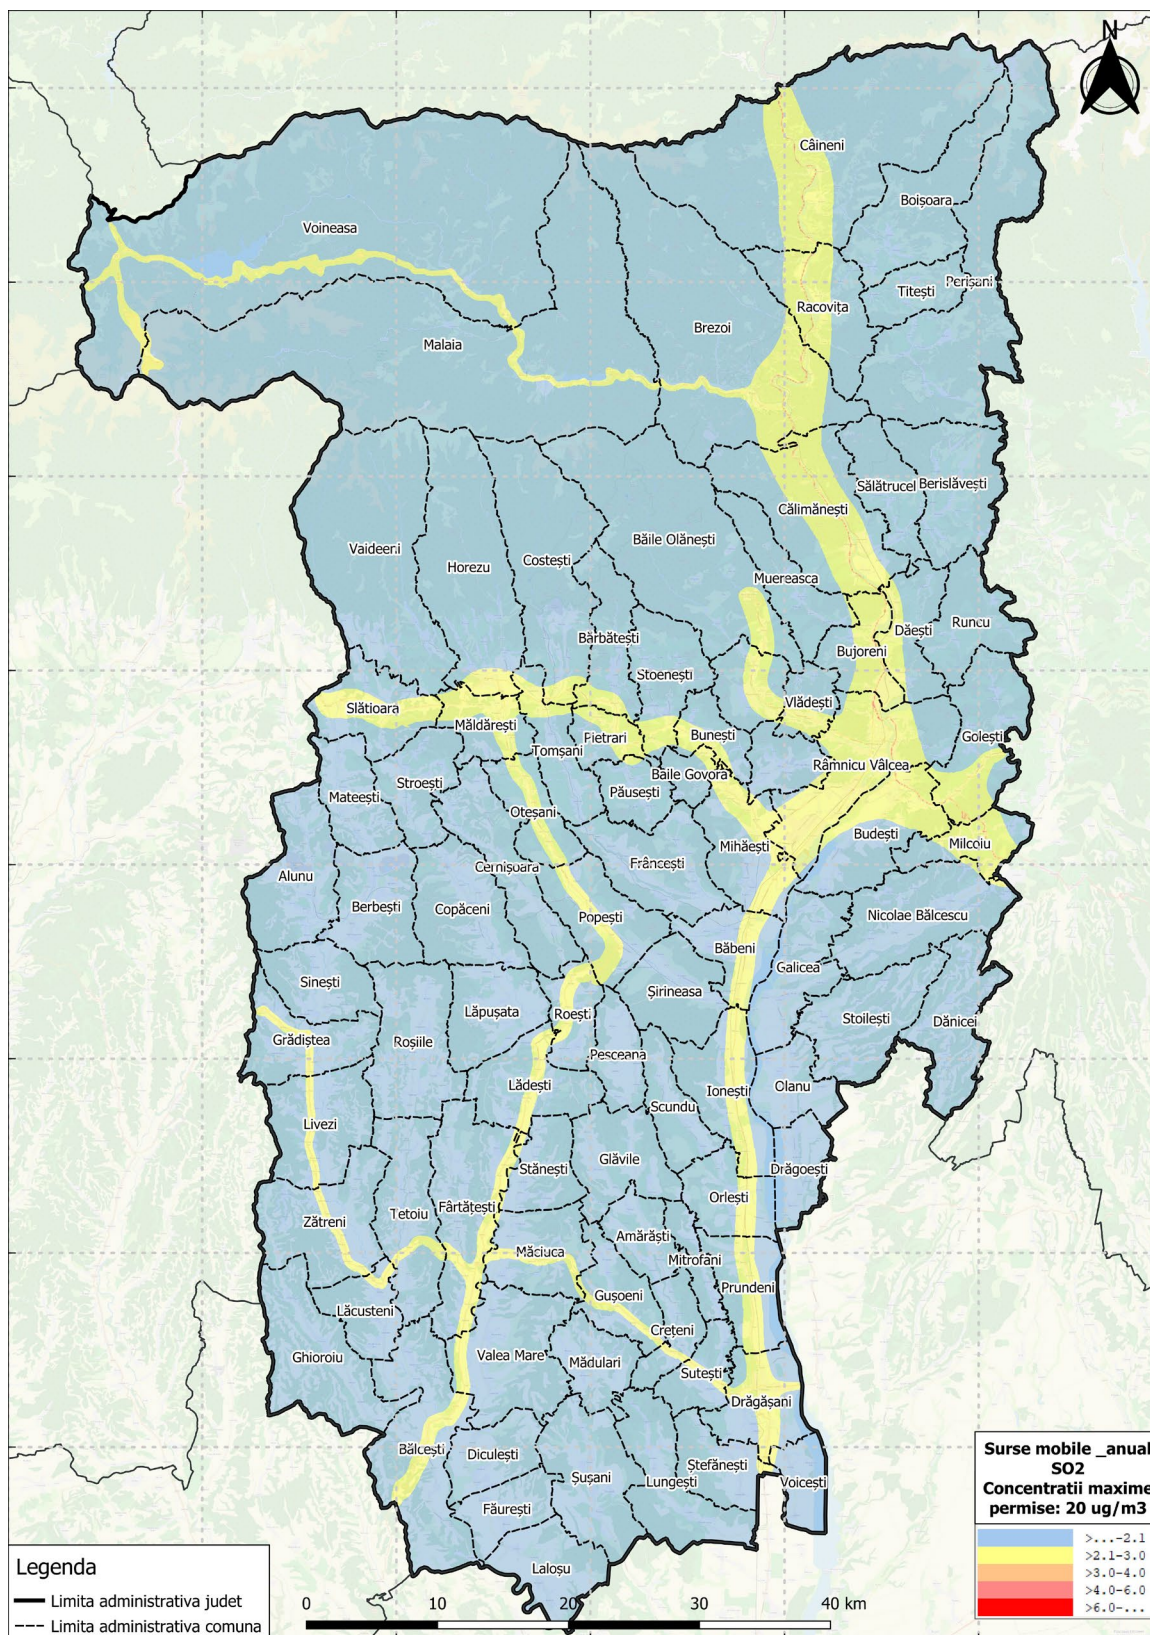 N
Câineni
Boișoara
Voineasa
Titești
Perișani
Racovița
Brezoi
Malaia
Sălătrucel
Berislăvești
Călimănești
Băile Olănești
Vaideeni
Costești
Horezu
Muereasca
Runcu
Dăești
Bărbătești
Bujoreni
Stoenești
Vlădești
Slătioara
Măldărești
Bunești
Golești
Pietrari
Tomșani
Râmnicu Vâlcea
Băile Govora
Stroești
Păusești
Mateești
Oteșani
Budești
Mihăești
Milcoiu
Frâncești
Cernișoara
Alunu
Berbești
Copăceni
Nicolae Bălcescu
Popești
Băbeni
Galicea
Sinești
Șirineasa
Lăpușata
Roești
Stoilești
Dănicei
Grădiștea
Roșiile
Pesceana
Lădești
Olanu
Ionești
Scundu
Livezi
Glăvile
Stănești
Drăgoești
Orlești
Fârtățești
Tetoiu
Zătreni
Amărăști
Măciuca
Mitrofani
Prundeni
Gușoeni
Lăcusteni
Crețeni
Ghioroiu
Valea Mare
Mădulari
Sutești
Drăgășani
Bălcești
Diculești
Ștefănești
Șușani
Lungești
Voicești
Făurești
Laloșu
Surse mobile _anual
SO2
Concentratii maxime
permise: 20 ug/m3
>...-2.1
>2.1-3.0
>3.0-4.0
>4.0-6.0
>6.0-...
Legenda
Limita administrativa judet
Limita administrativa comuna
0 10 20 30 40 km